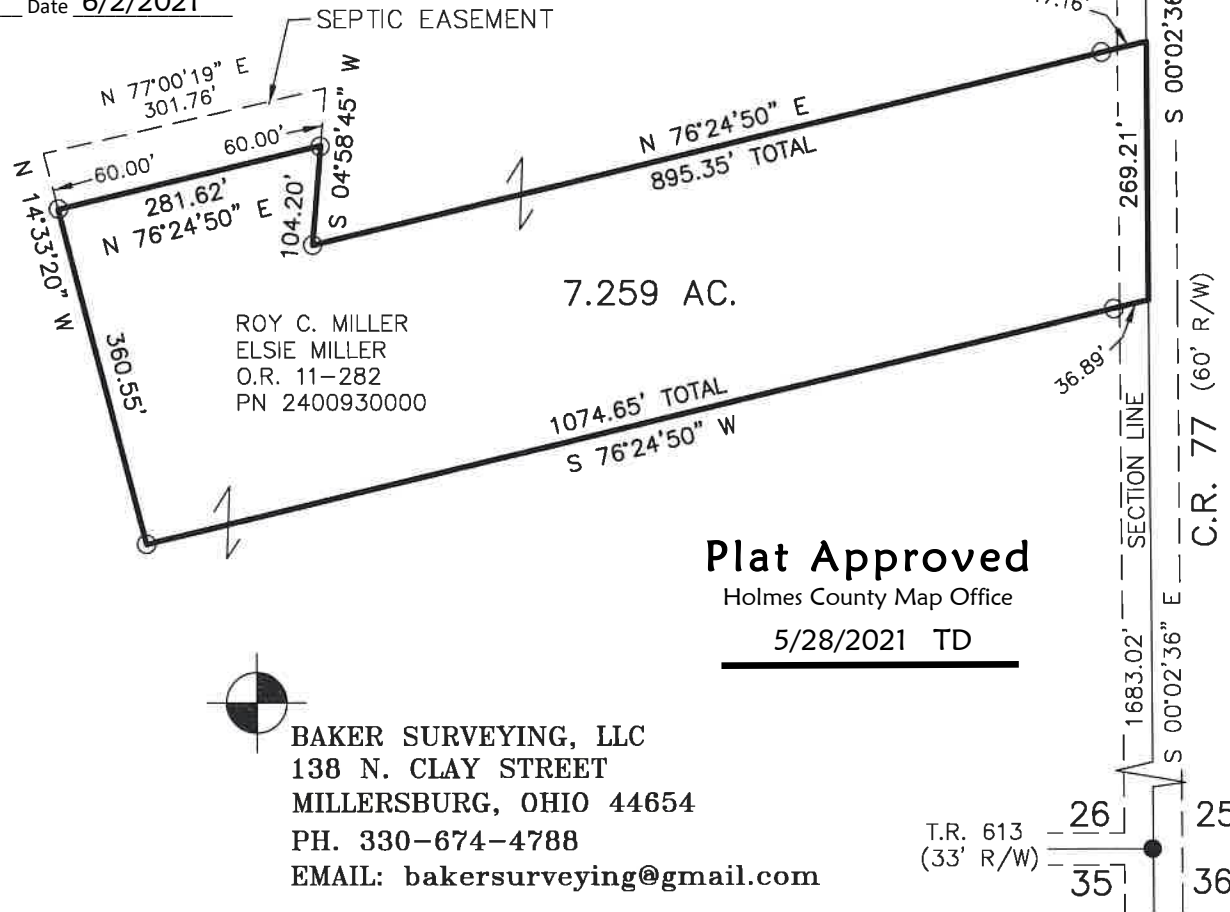 Date 6/2/2021
SEPTIC EASEMENT
N 77°00'19" E
301.76'
60.00'
60.00'
281.62'
N 76°24'50" E
N 14°33'20" W
360.55'
104.20'
S 04°58'45" W
N 76°24'50" E
895.35' TOTAL
269.21'
S 00°02'36
7.259 AC.
ROY C. MILLER
ELSIE MILLER
O.R. 11-282
PN 2400930000
1074.65' TOTAL
S 76°24'50" W
36.89'
SECTION LINE
C.R. 77 (60' R/W)
1683.02'
S 00°02'36" E
Plat Approved
Holmes County Map Office
5/28/2021 TD
BAKER SURVEYING, LLC
138 N. CLAY STREET
MILLERSBURG, OHIO 44654
PH. 330-674-4788
EMAIL: bakersurveying@gmail.com
T.R. 613
(33' R/W)
26
25
35
36